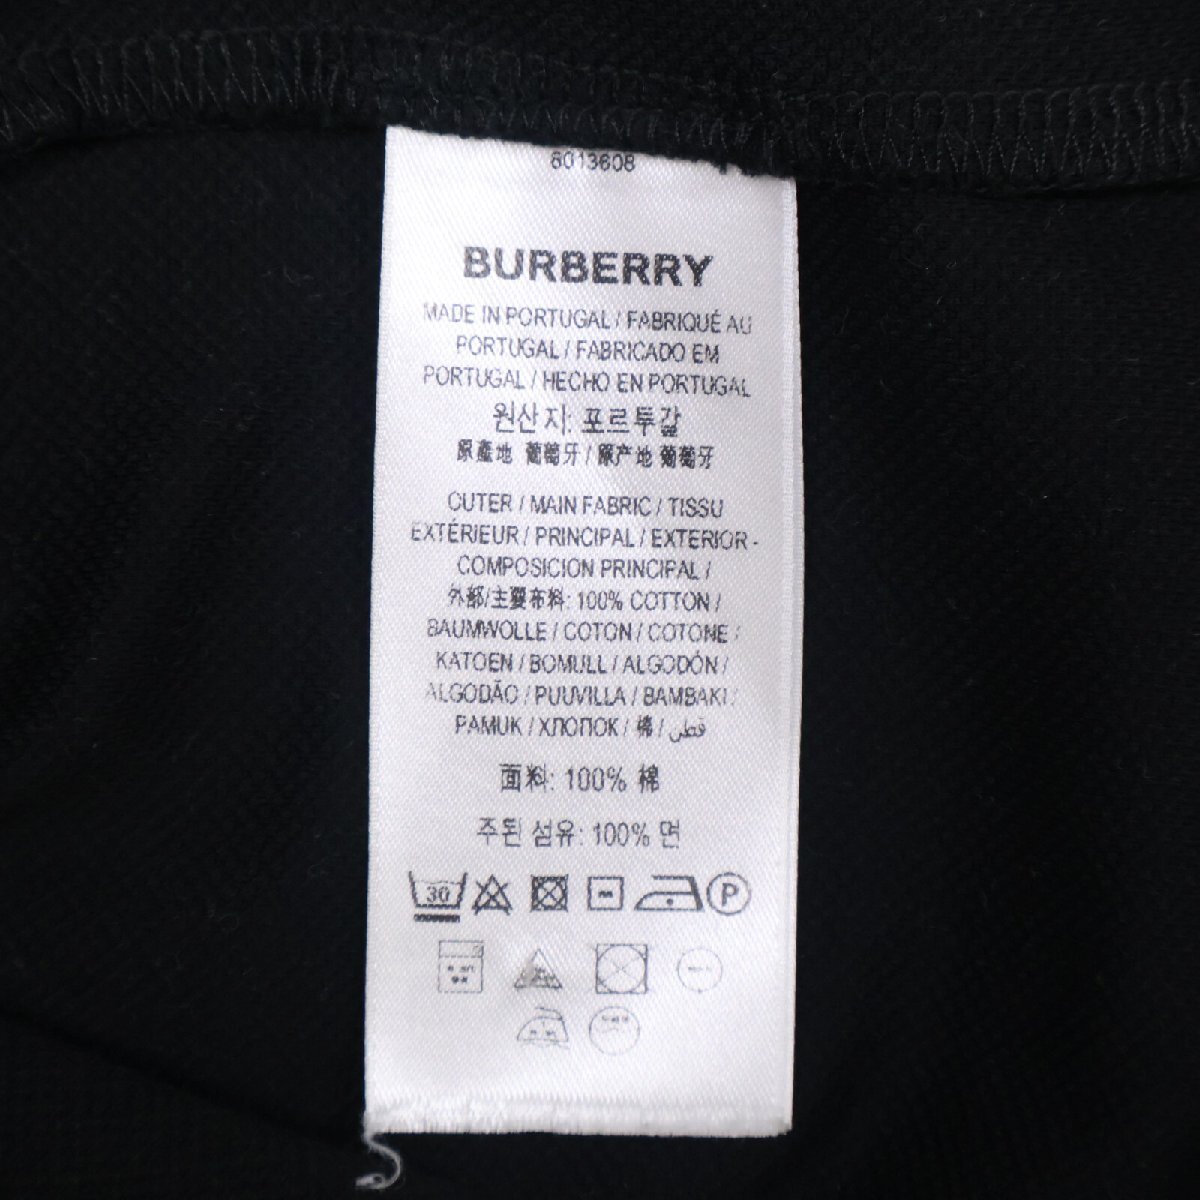 8013608
BURBERRY
MADE IN PORTUGAL / FABRIQUÉ AU
PORTUGAL / FABRICADO EM
PORTUGAL / HECHO EN PORTUGAL
원산지: 포르투갈
原產地 葡萄牙 / 原产地 葡萄牙
OUTER / MAIN FABRIC / TISSU
EXTÉRIEUR / PRINCIPAL / EXTERIOR -
COMPOSICION PRINCIPAL /
外部/主要布料: 100% COTTON /
BAUMWOLLE / COTON / COTONE /
KATOEN / BOMULL / ALGODÓN /
ALGODÃO / PUUVILLA / BAMBAKI /
PAMUK / ХЛОПОК / 棉 / قطن
面料: 100% 棉
주된 섬유: 100% 면
30 P